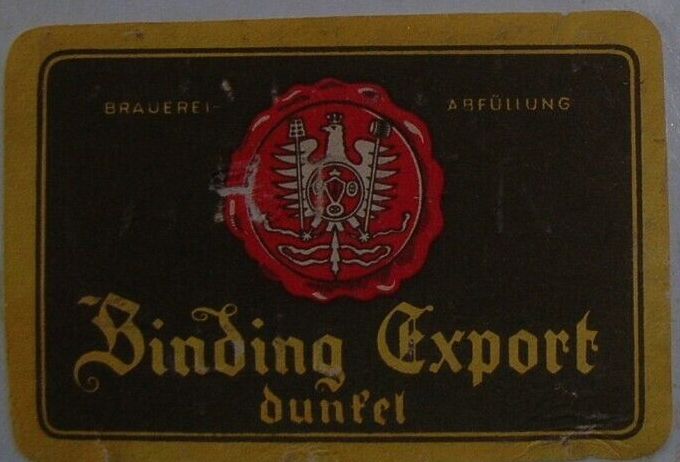 BRAUEREI- ABFÜLLUNG
Binding Export
dunkel